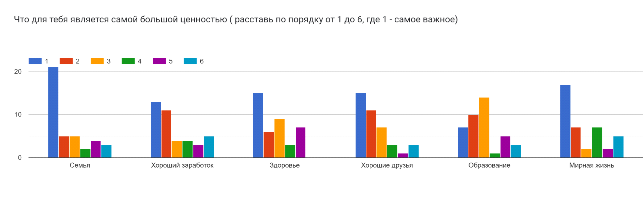 Что для тебя является самой большой ценностью ( расставь по порядку от 1 до 6, где 1 - самое важное)
1 2 3 4 5 6
20
10
0
Семья Хороший заработок Здоровье Хорошие друзья Образование Мирная жизнь